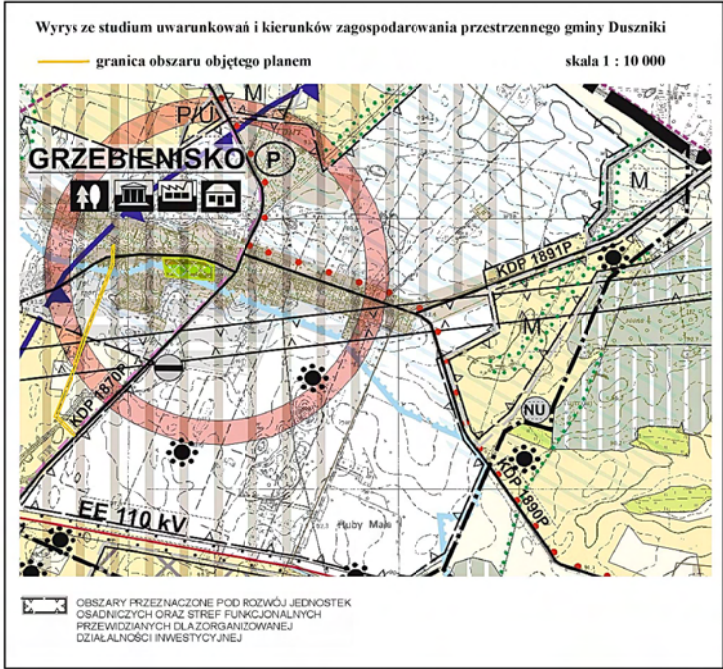 Wyrys ze studium uwarunkowań i kierunków zagospodarowania przestrzennego gminy Duszniki
granica obszaru objętego planem
skala 1 : 10 000
M
P/U
GRZEBIENISKO P
M
KDP 1891P
M
KDP 1870P
NU
KDP 1890P
EE 110 kV
Huby Małe
OBSZARY PRZEZNACZONE POD ROZWÓJ JEDNOSTEK
OSADNICZYCH ORAZ STREF FUNKCJONALNYCH
PRZEWIDZIANYCH DLA ZORGANIZOWANEJ
DZIAŁALNOŚCI INWESTYCYJNEJ